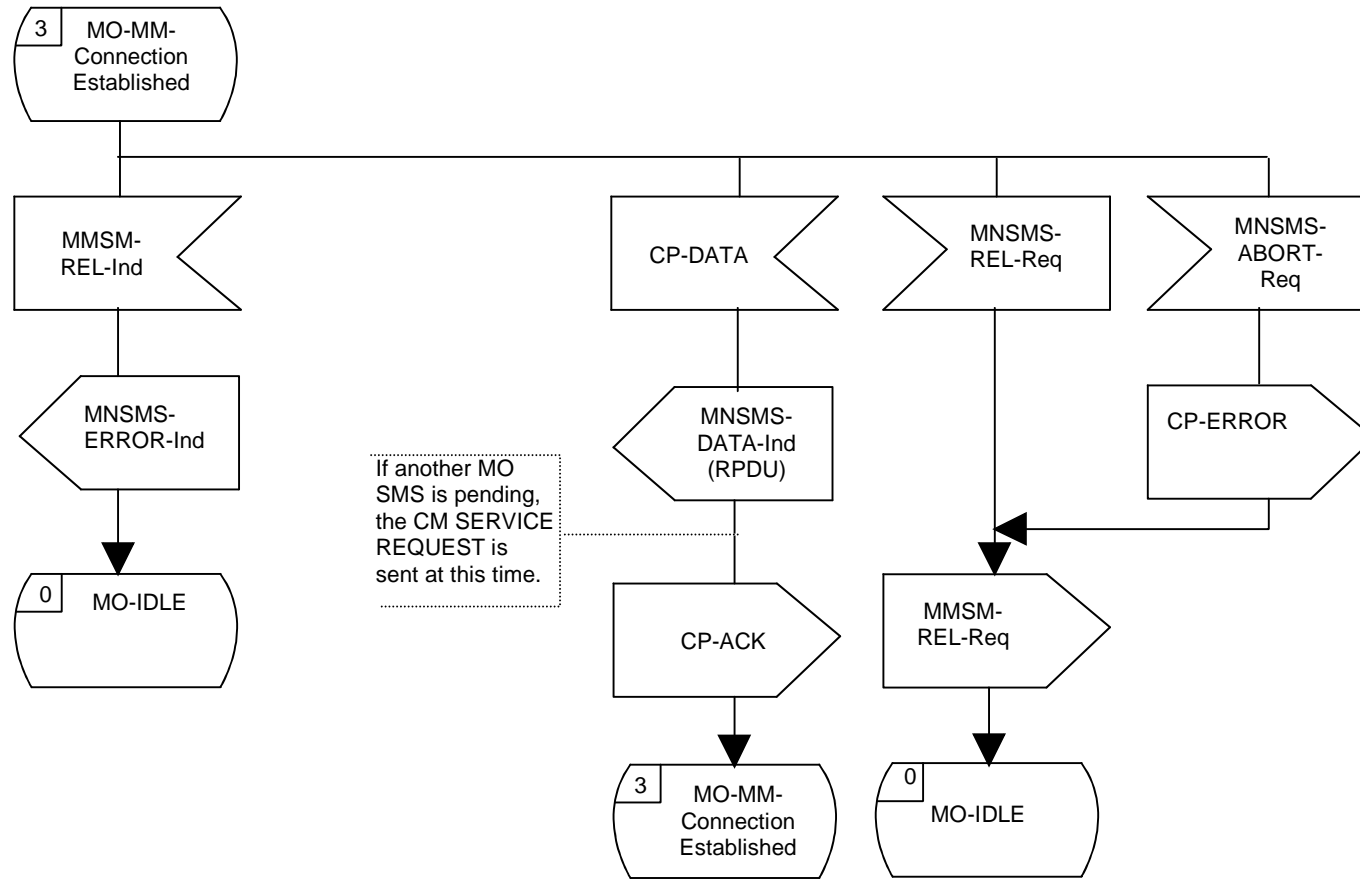 3
MO-MM-
Connection
Established
MMSM-
REL-Ind
CP-DATA
MNSMS-
REL-Req
MNSMS-
ABORT-
Req
MNSMS-
ERROR-Ind
MNSMS-
DATA-Ind
(RPDU)
CP-ERROR
If another MO
SMS is pending,
the CM SERVICE
REQUEST is
sent at this time.
0
MO-IDLE
CP-ACK
MMSM-
REL-Req
3
MO-MM-
Connection
Established
0
MO-IDLE